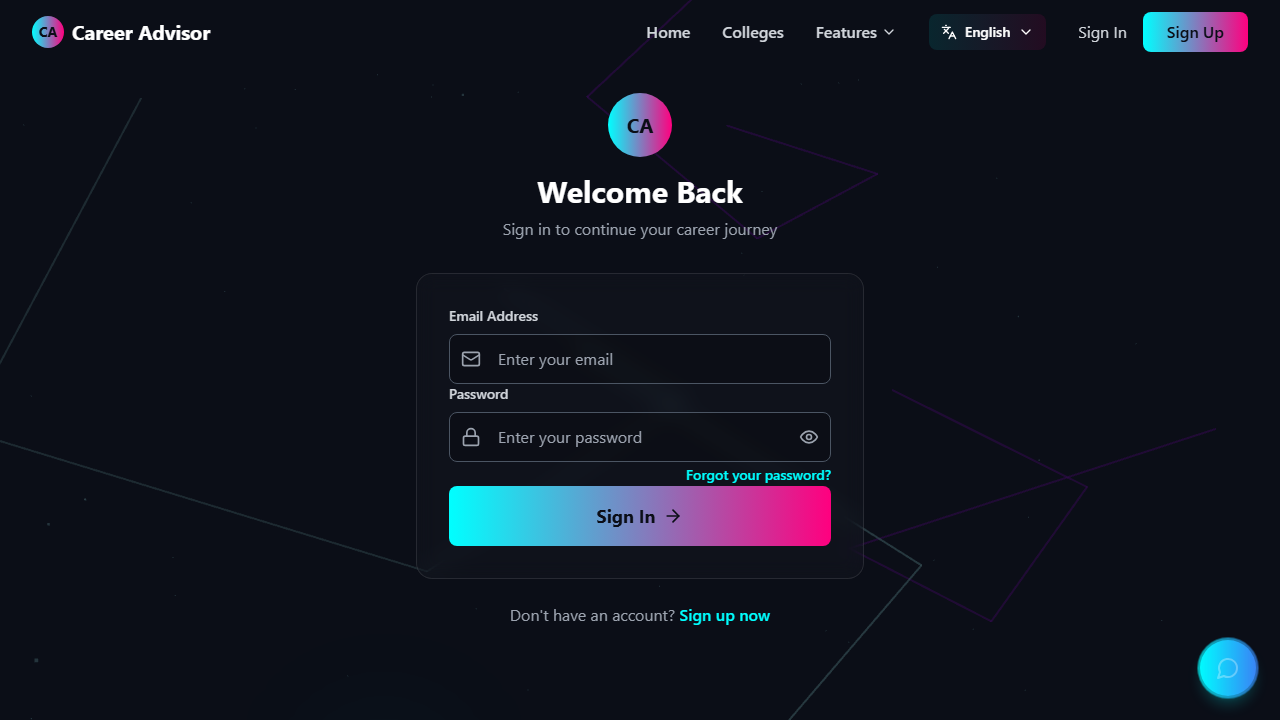 CA Career Advisor
Home Colleges Features English Sign In Sign Up
CA
Welcome Back
Sign in to continue your career journey
Email Address
Enter your email
Password
Enter your password
Forgot your password?
Sign In
Don't have an account? Sign up now